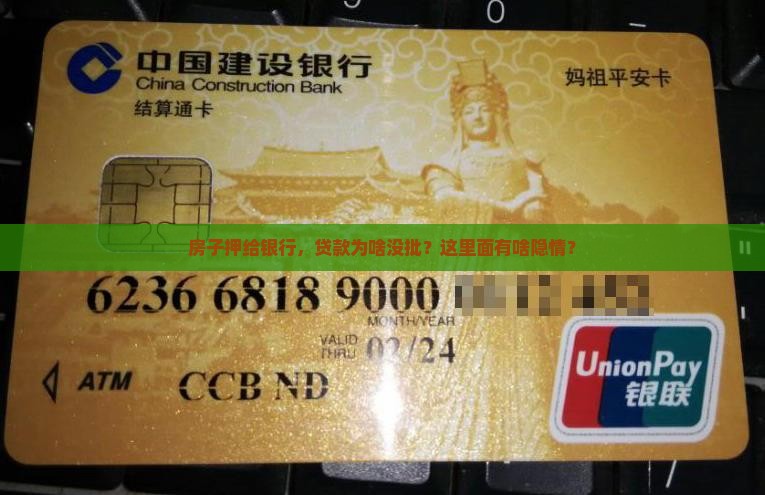 中国建设银行
China Construction Bank
结算通卡
妈祖平安卡
房子押给银行，贷款为啥没批？这里面有啥隐情？
6236 6818 9000
MONTH/YEAR
VALID THRU 02/24
ATM CCB ND
UnionPay
银联